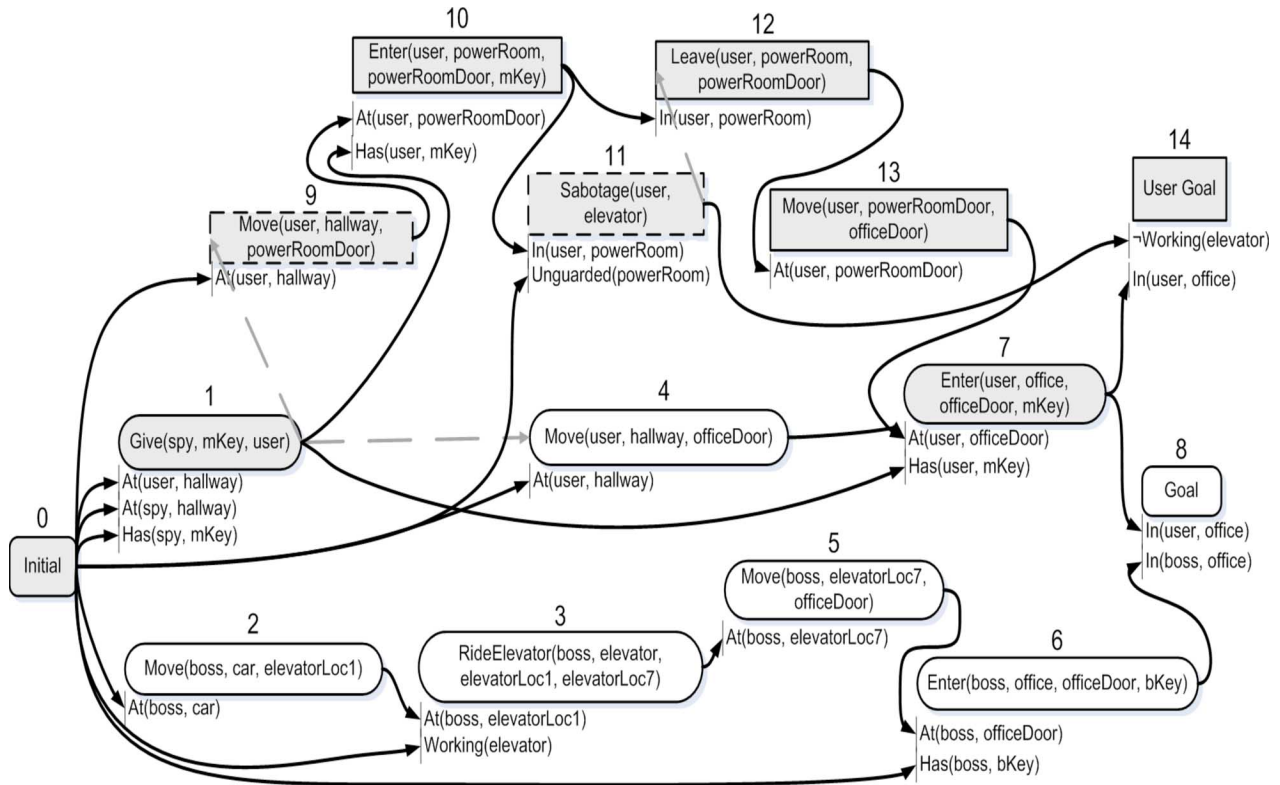 10
Enter(user, powerRoom,
powerRoomDoor, mKey)
At(user, powerRoomDoor)
Has(user, mKey)
12
Leave(user, powerRoom,
powerRoomDoor)
In(user, powerRoom)
9
Move(user, hallway,
powerRoomDoor)
At(user, hallway)
11
Sabotage(user,
elevator)
In(user, powerRoom)
Unguarded(powerRoom)
13
Move(user, powerRoomDoor,
officeDoor)
At(user, powerRoomDoor)
14
User Goal
¬Working(elevator)
In(user, office)
1
Give(spy, mKey, user)
At(user, hallway)
At(spy, hallway)
Has(spy, mKey)
4
Move(user, hallway, officeDoor)
At(user, hallway)
7
Enter(user, office,
officeDoor, mKey)
At(user, officeDoor)
Has(user, mKey)
8
Goal
In(user, office)
In(boss, office)
0
Initial
2
Move(boss, car, elevatorLoc1)
At(boss, car)
3
RideElevator(boss, elevator,
elevatorLoc1, elevatorLoc7)
At(boss, elevatorLoc1)
Working(elevator)
5
Move(boss, elevatorLoc7,
officeDoor)
At(boss, elevatorLoc7)
6
Enter(boss, office, officeDoor, bKey)
At(boss, officeDoor)
Has(boss, bKey)